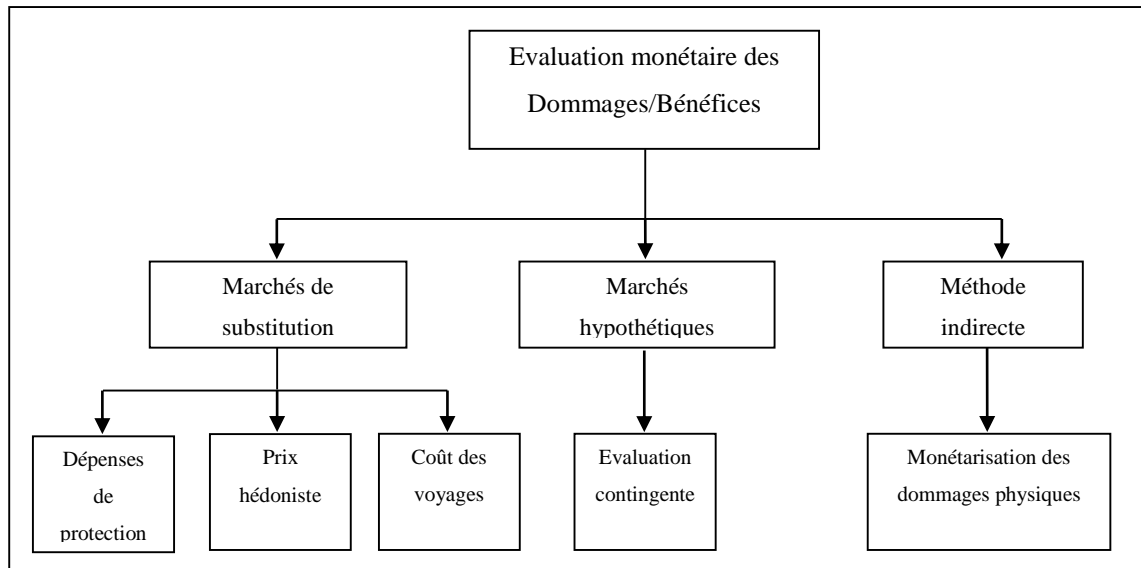 Evaluation monétaire des
Dommages/Bénéfices
Marchés de
substitution
Marchés
hypothétiques
Méthode
indirecte
Dépenses
de
protection
Prix
hédoniste
Coût des
voyages
Evaluation
contingente
Monétarisation des
dommages physiques